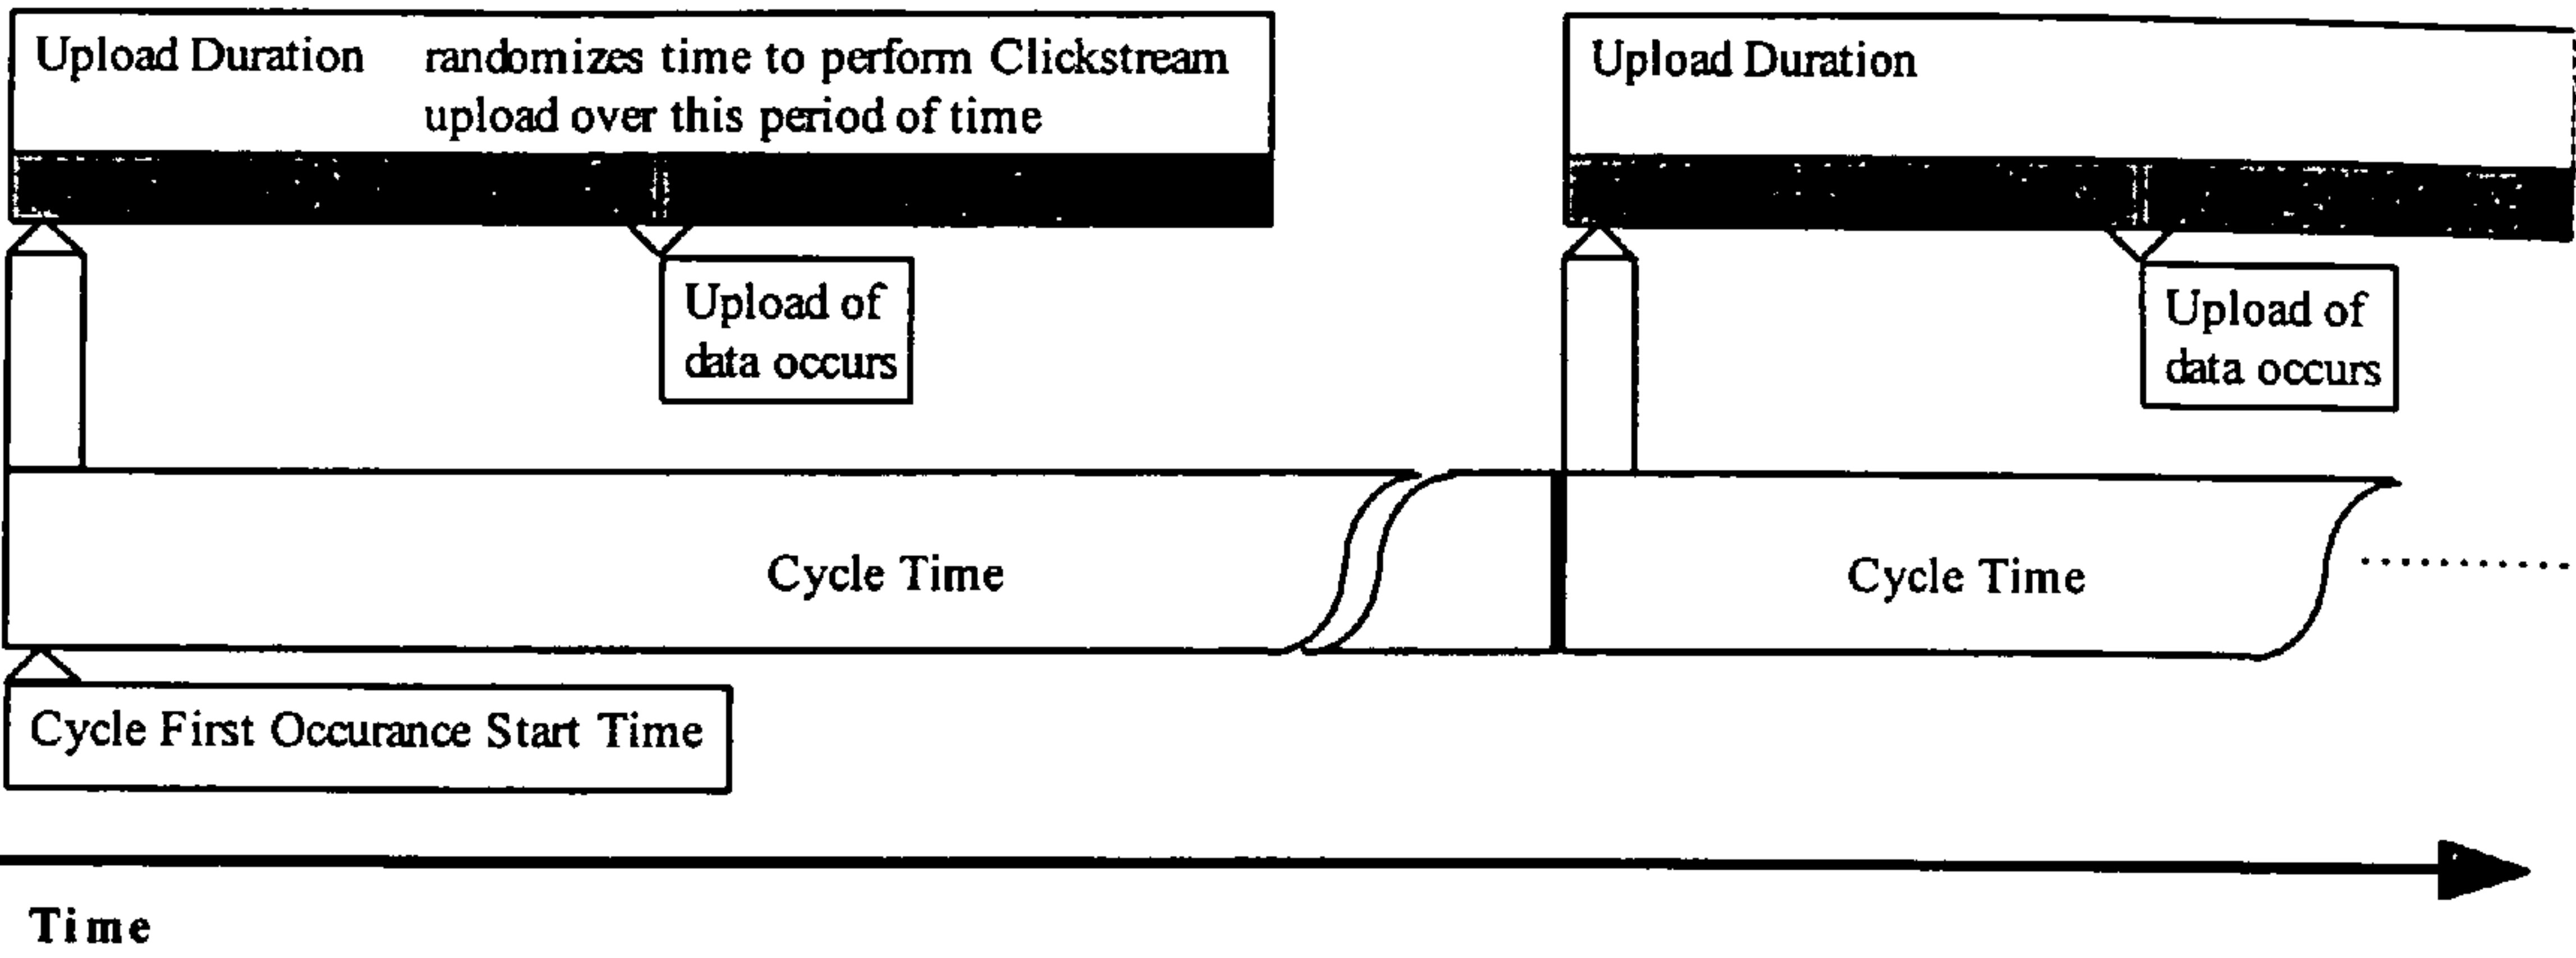 Upload Duration
randomizes time to perform Clickstream
upload over this period of time
Upload Duration
Upload of
data occurs
Upload of
data occurs
Cycle Time
Cycle Time
Cycle First Occurance Start Time
Time